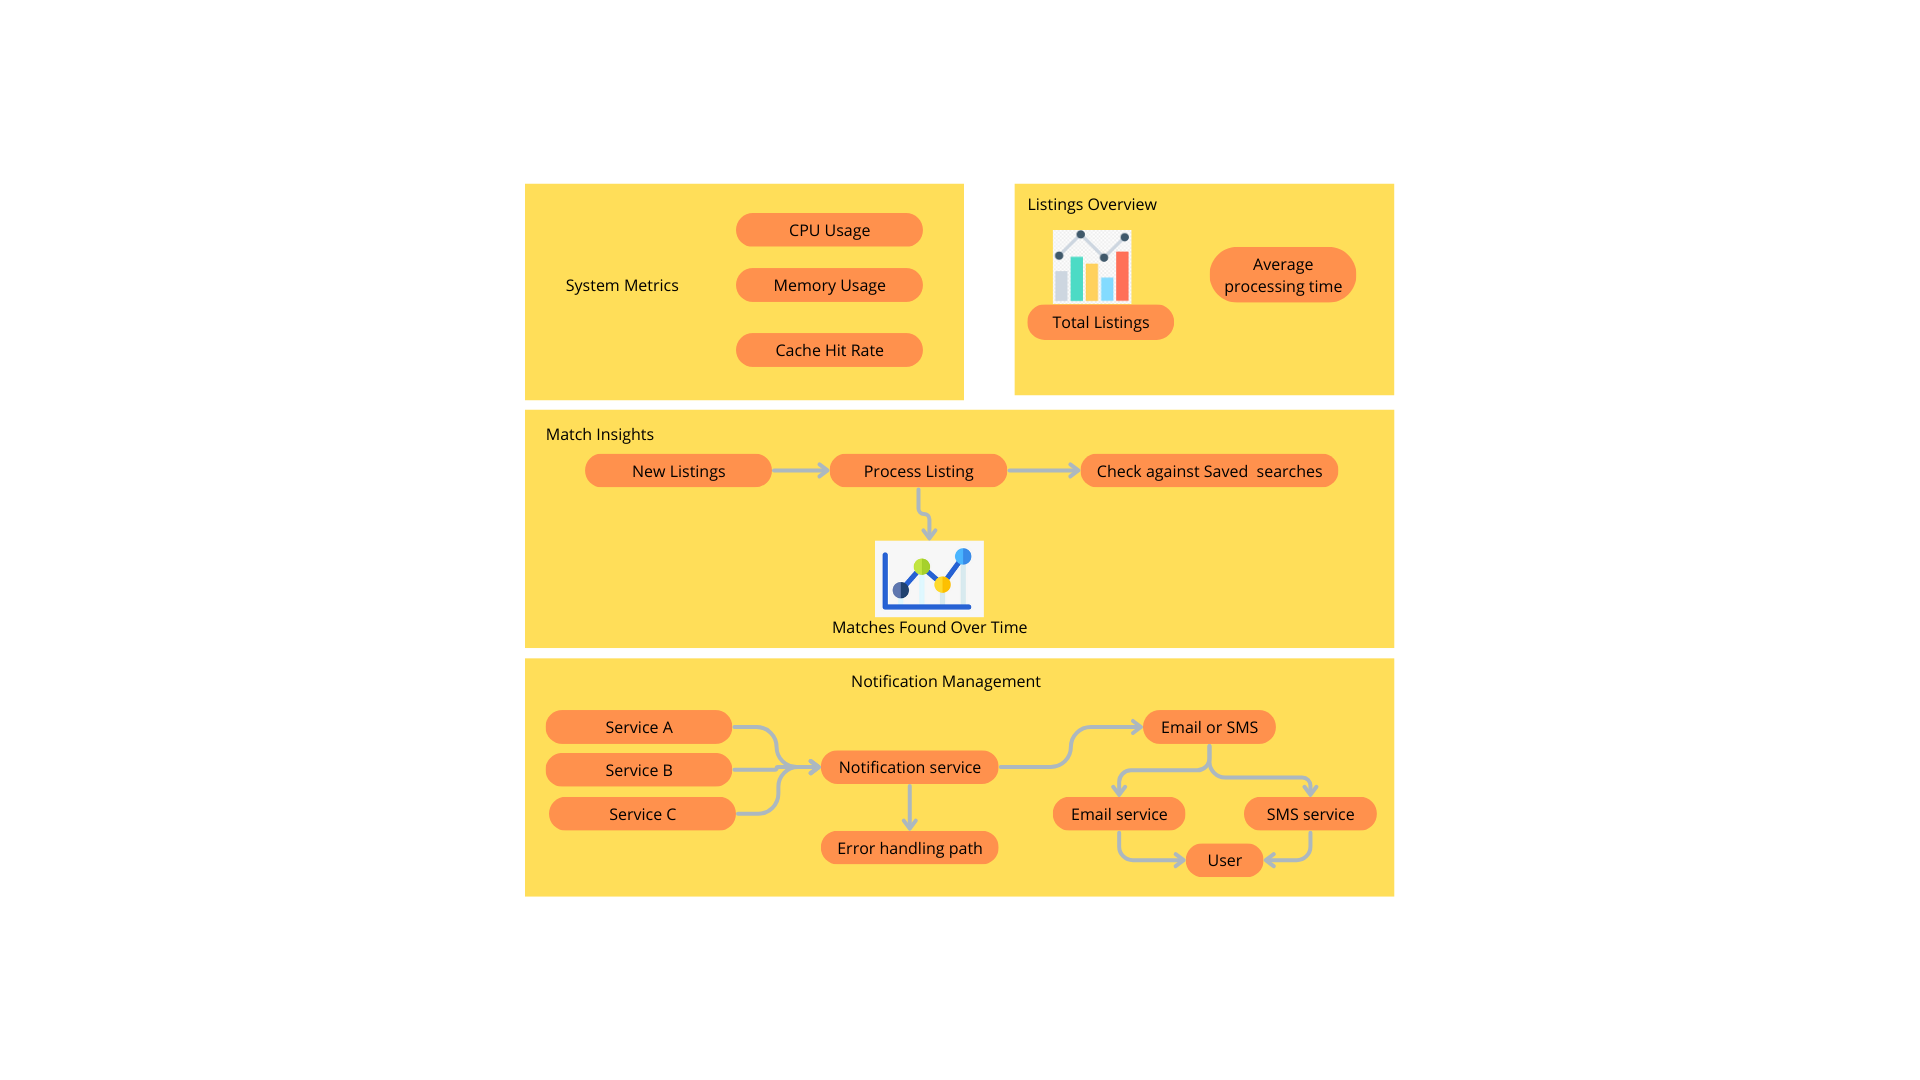 System Metrics
CPU Usage
Memory Usage
Cache Hit Rate
Listings Overview
Total Listings
Average
processing time
Match Insights
New Listings
Process Listing
Check against Saved  searches
Matches Found Over Time
Notification Management
Service A
Service B
Service C
Notification service
Error handling path
Email or SMS
Email service
SMS service
User